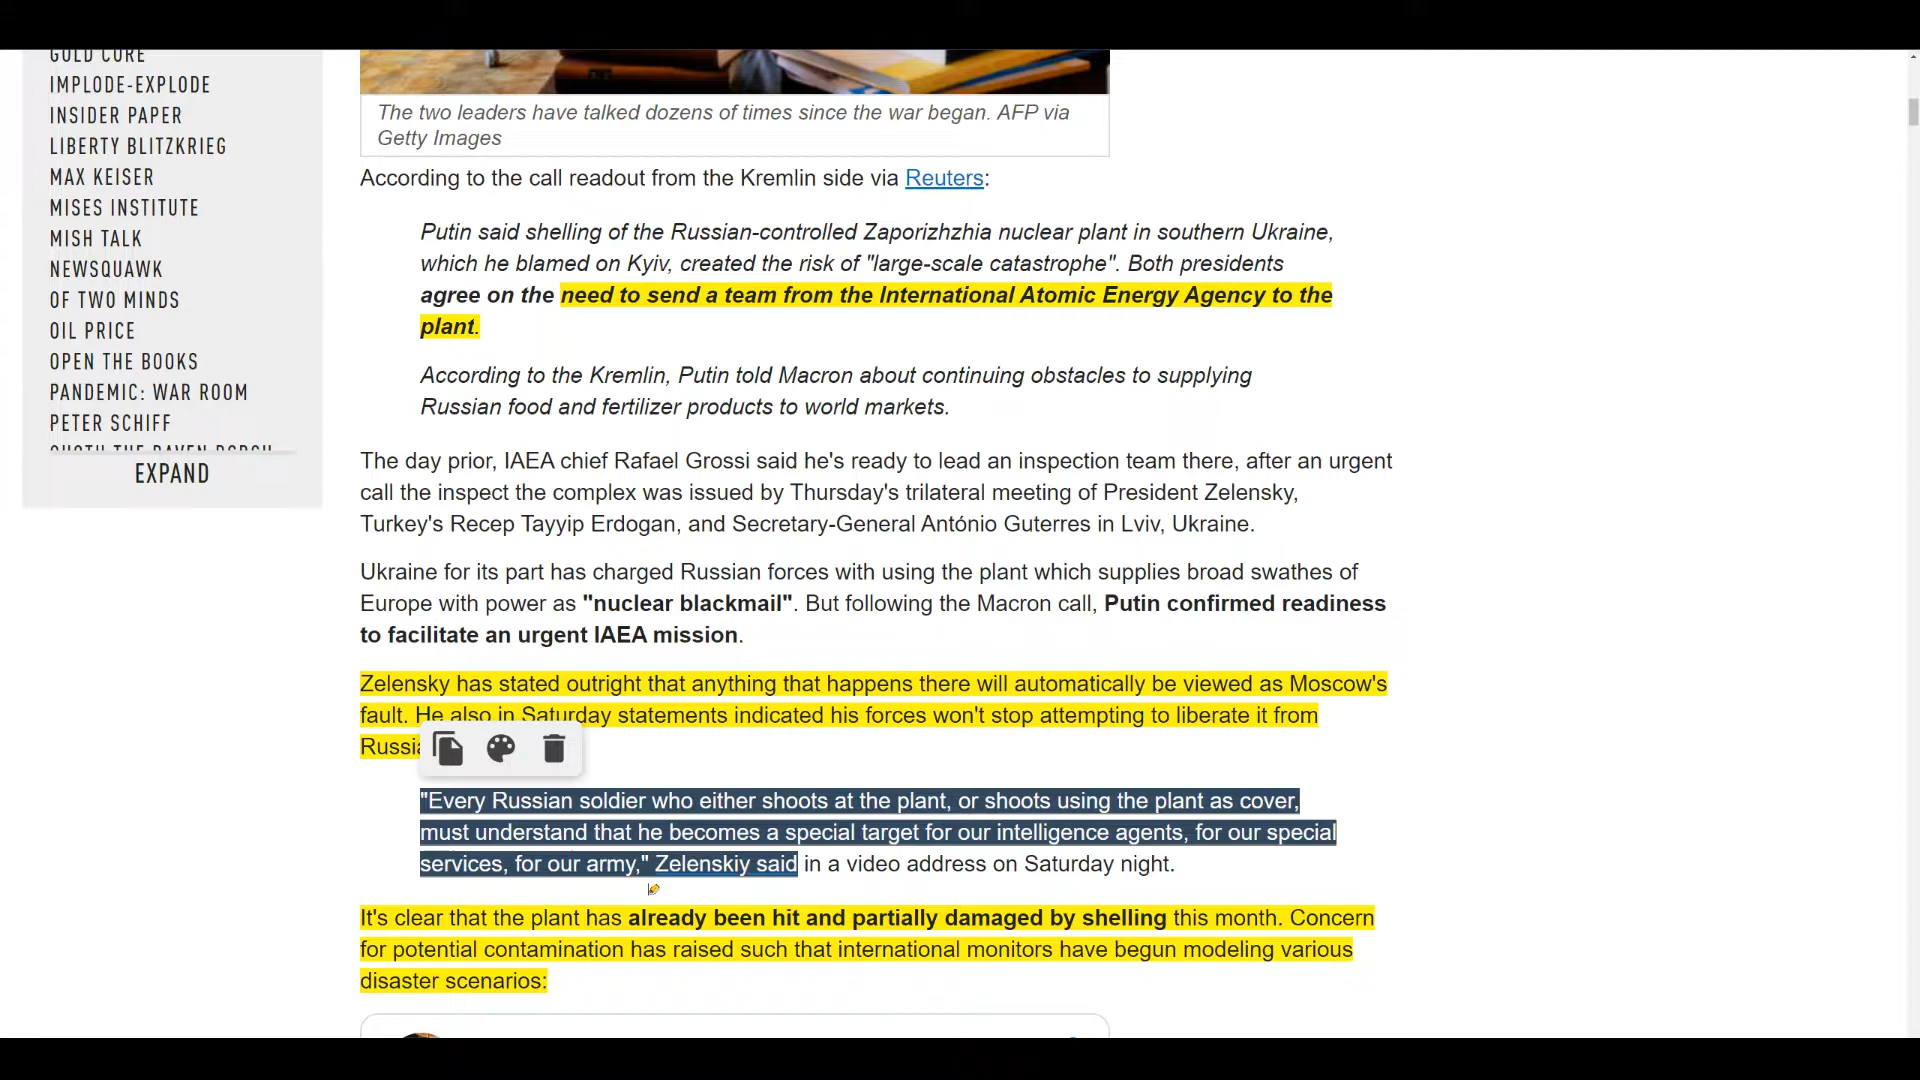 GOLD CORE
IMPLODE-EXPLODE
INSIDER PAPER
LIBERTY BLITZKRIEG
MAX KEISER
MISES INSTITUTE
MISH TALK
NEWSQUAWK
OF TWO MINDS
OIL PRICE
OPEN THE BOOKS
PANDEMIC: WAR ROOM
PETER SCHIFF
EXPAND
The two leaders have talked dozens of times since the war began. AFP via
Getty Images
According to the call readout from the Kremlin side via Reuters:
Putin said shelling of the Russian-controlled Zaporizhzhia nuclear plant in southern Ukraine,
which he blamed on Kyiv, created the risk of "large-scale catastrophe". Both presidents
agree on the need to send a team from the International Atomic Energy Agency to the
plant.
According to the Kremlin, Putin told Macron about continuing obstacles to supplying
Russian food and fertilizer products to world markets.
The day prior, IAEA chief Rafael Grossi said he's ready to lead an inspection team there, after an urgent
call the inspect the complex was issued by Thursday's trilateral meeting of President Zelensky,
Turkey's Recep Tayyip Erdogan, and Secretary-General António Guterres in Lviv, Ukraine.
Ukraine for its part has charged Russian forces with using the plant which supplies broad swathes of
Europe with power as "nuclear blackmail". But following the Macron call, Putin confirmed readiness
to facilitate an urgent IAEA mission.
Zelensky has stated outright that anything that happens there will automatically be viewed as Moscow's
fault. He also in Saturday statements indicated his forces won't stop attempting to liberate it from
Russia
"Every Russian soldier who either shoots at the plant, or shoots using the plant as cover,
must understand that he becomes a special target for our intelligence agents, for our special
services, for our army," Zelenskiy said in a video address on Saturday night.
It's clear that the plant has already been hit and partially damaged by shelling this month. Concern
for potential contamination has raised such that international monitors have begun modeling various
disaster scenarios: